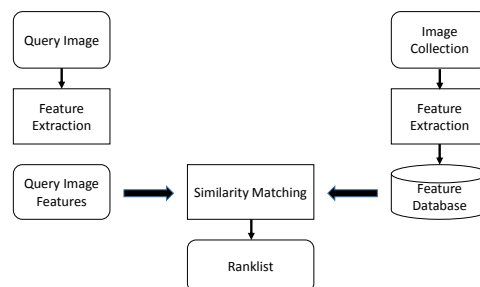 Query Image
Image
Collection
Feature
Extraction
Feature
Extraction
Query Image
Features
Similarity Matching
Feature
Database
Ranklist